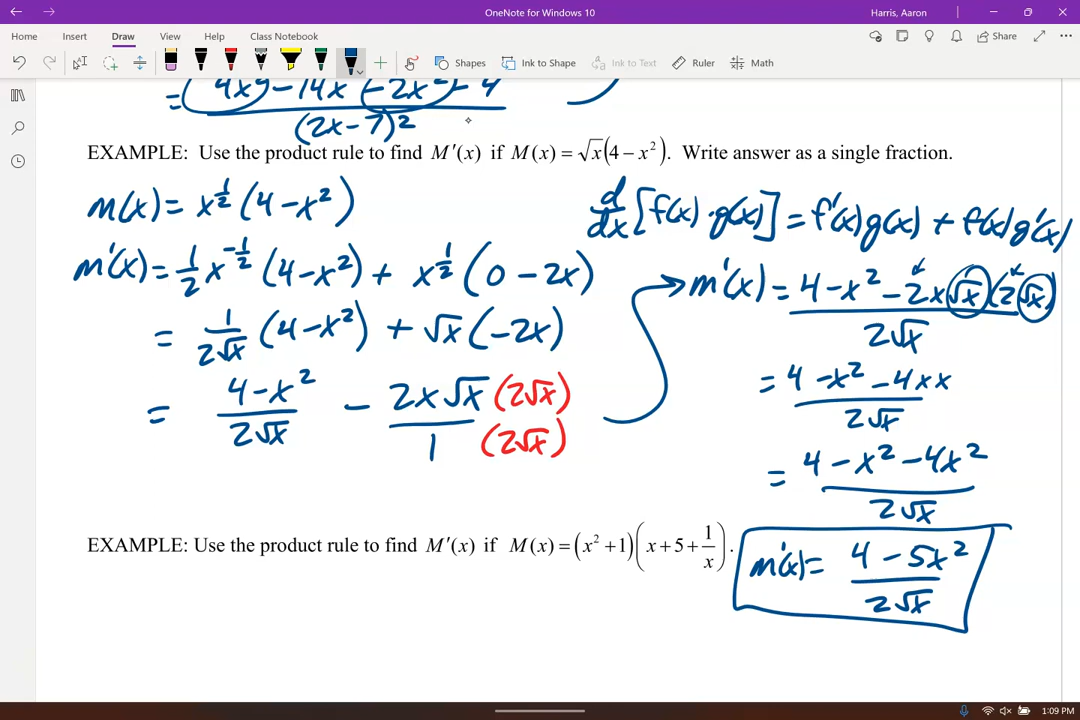 OneNote for Windows 10
Harris, Aaron
Home Insert Draw View Help Class Notebook
Share
Shapes Ink to Shape Ink to Text Ruler Math
= 
(2x-7)²
EXAMPLE: Use the product rule to find M′(x) if M(x) = √x(4 − x²). Write answer as a single fraction.
m(x) = x^(1/2) (4-x²)
d/dx [f(x)·g(x)] = f'(x)g(x) + f(x)g'(x)
m'(x) = 1/2 x^(-1/2) (4-x²) + x^(1/2) (0-2x)
= 1/(2√x) (4-x²) + √x (-2x)
= (4-x²)/(2√x) - 2x√x (2√x) / 1 (2√x)
m'(x) = 4-x²-2x√x(2√x) / 2√x
= 4-x²-4xx / 2√x
= 4-x²-4x² / 2√x
m'(x) = 4-5x² / 2√x
EXAMPLE: Use the product rule to find M′(x) if M(x) = (x² + 1)(x + 5 + 1/x).
1:09 PM